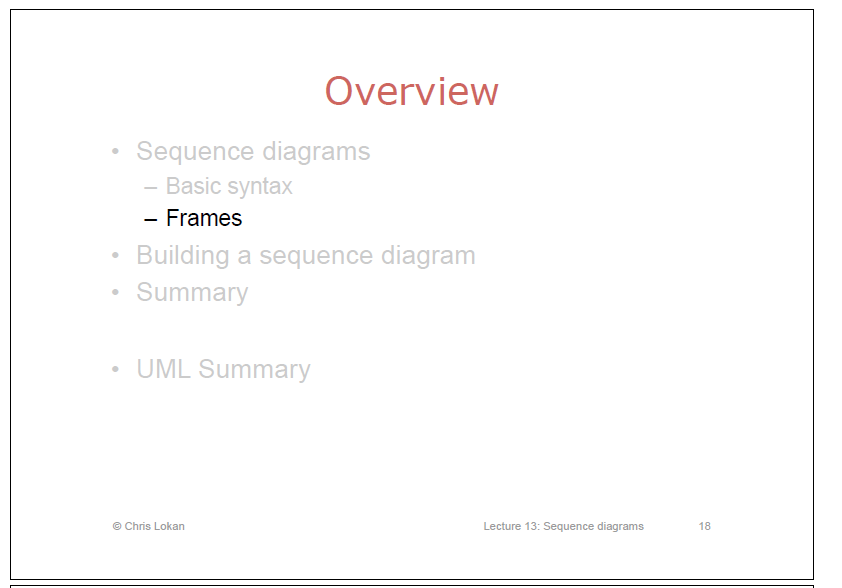 Overview
• Sequence diagrams
– Basic syntax
– Frames
• Building a sequence diagram
• Summary
• UML Summary
© Chris Lokan Lecture 13: Sequence diagrams 18